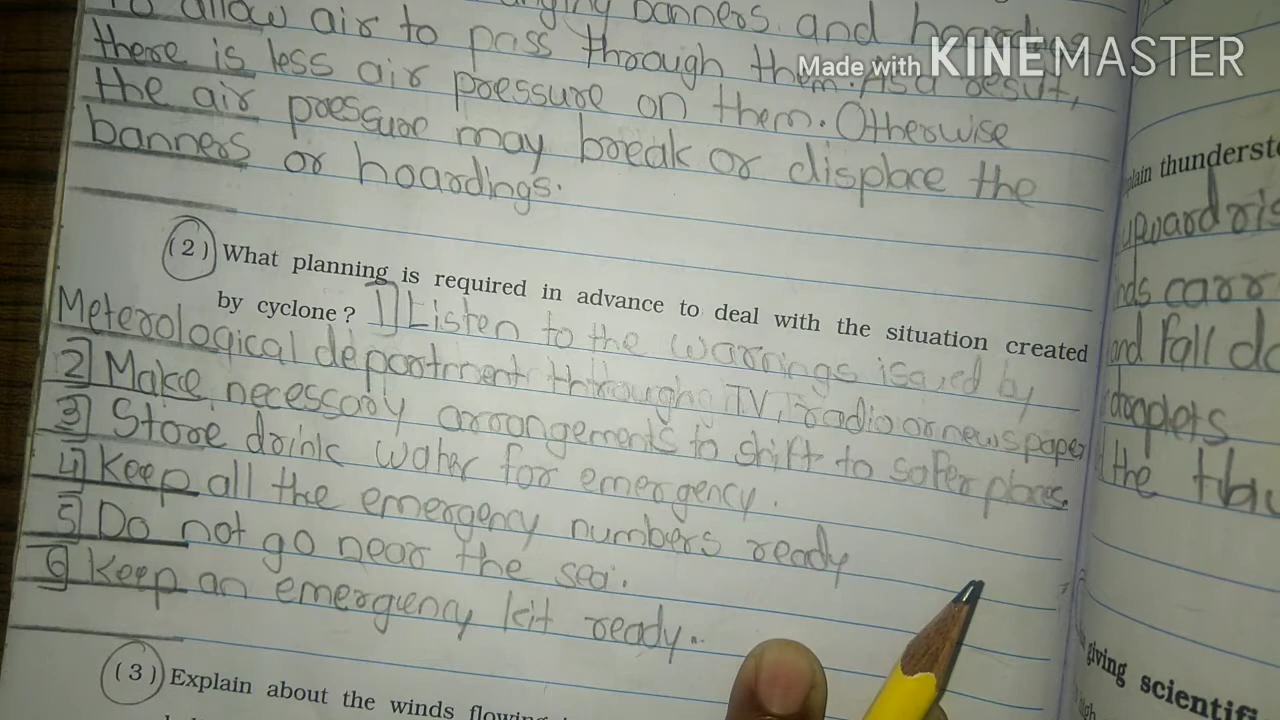 To allow air to pass through them. As a result,
banners and
there is less air pressure on them. Otherwise
the air pressure may break or displace the
banners or hoardings.
Made with KINEMASTER
(2) What planning is required in advance to deal with the situation created
by cyclone? 1] Listen to the warnings issued by
Meterological department through TV, radio or newspaper
2] Make necessary arrangements to shift to safer places.
3] Store drink water for emergency.
4] Keep all the emergency numbers ready
5] Do not go near the sea.
6] Keep an emergency kit ready.
(3) Explain about the winds
plain
upward
carr
and fall
droplets
the
giving